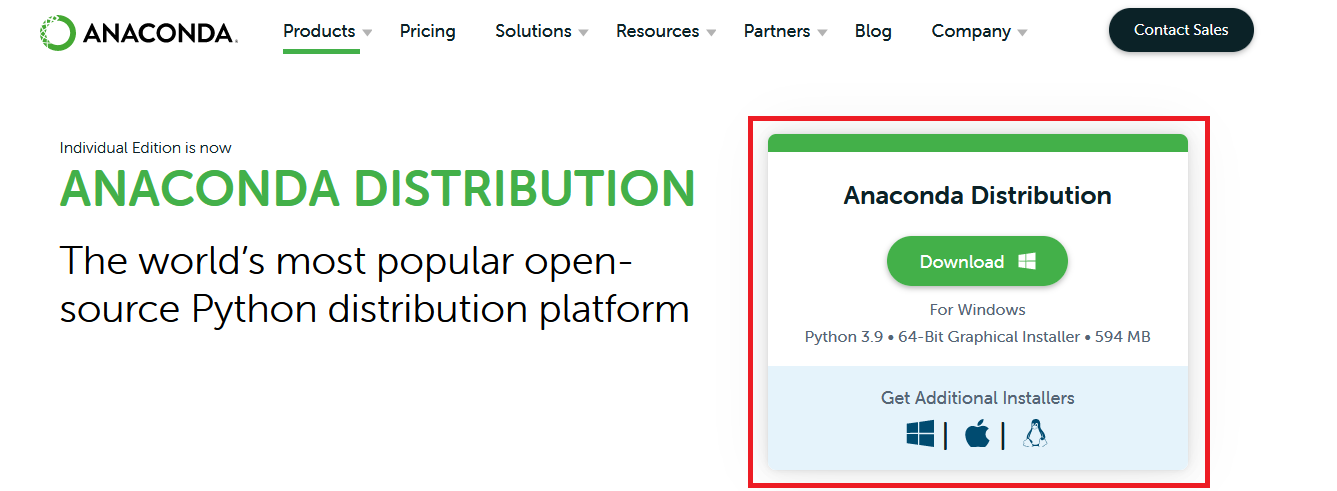 ANACONDA.
Products Pricing Solutions Resources Partners Blog Company Contact Sales
Individual Edition is now
ANACONDA DISTRIBUTION
The world’s most popular open-
source Python distribution platform
Anaconda Distribution
Download
For Windows
Python 3.9 • 64-Bit Graphical Installer • 594 MB
Get Additional Installers
| |